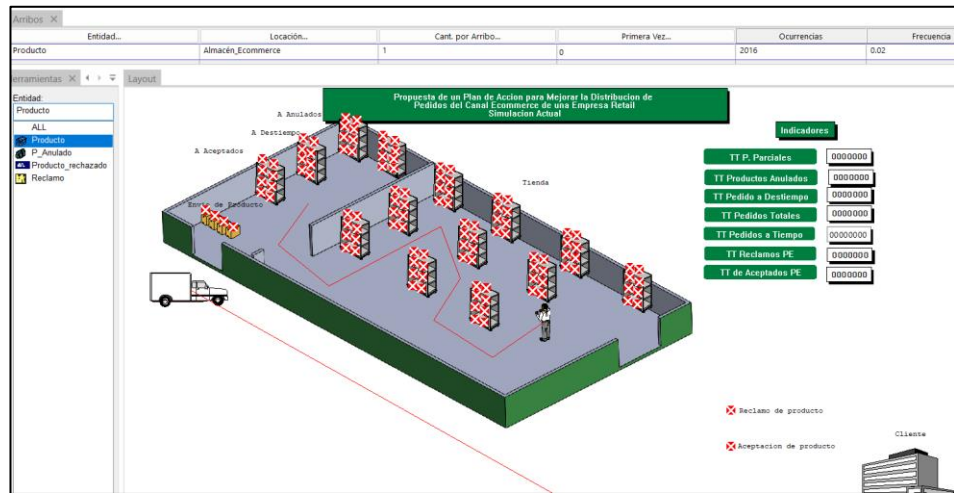 Arribos
Entidad... Locación... Cant. por Arribo... Primera Vez... Ocurrencias Frecuencia
Producto Almacén_Ecommerce 1 0 2016 0.02
erramientas Layout
Entidad:
Producto
ALL
Producto
P_Anulado
Producto_rechazado
Reclamo
Propuesta de un Plan de Accion para Mejorar la Distribucion de
Pedidos del Canal Ecommerce de una Empresa Retail
Simulacion Actual
A Anulados
A Destiempo
A Aceptados
Tienda
Envio de Producto
Indicadores
TT P. Parciales 0000000
TT Productos Anulados 0000000
TT Pedido a Destiempo 0000000
TT Pedidos Totales 0000000
TT Pedidos a Tiempo 00000000
TT Reclamos PE 0000000
TT de Aceptados PE 0000000
Reclamo de producto
Aceptacion de producto
Cliente